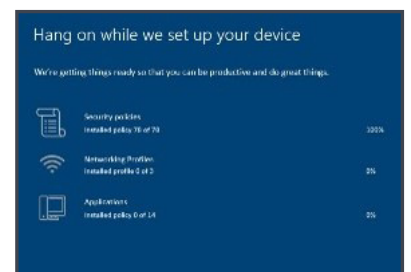 Hang on while we set up your device
We're getting things ready so that you can be productive and do great things.
Security policies
Installed policy 70 of 70
100%
Networking Profiles
Installed profile 0 of 3
0%
Applications
Installed policy 0 of 14
0%